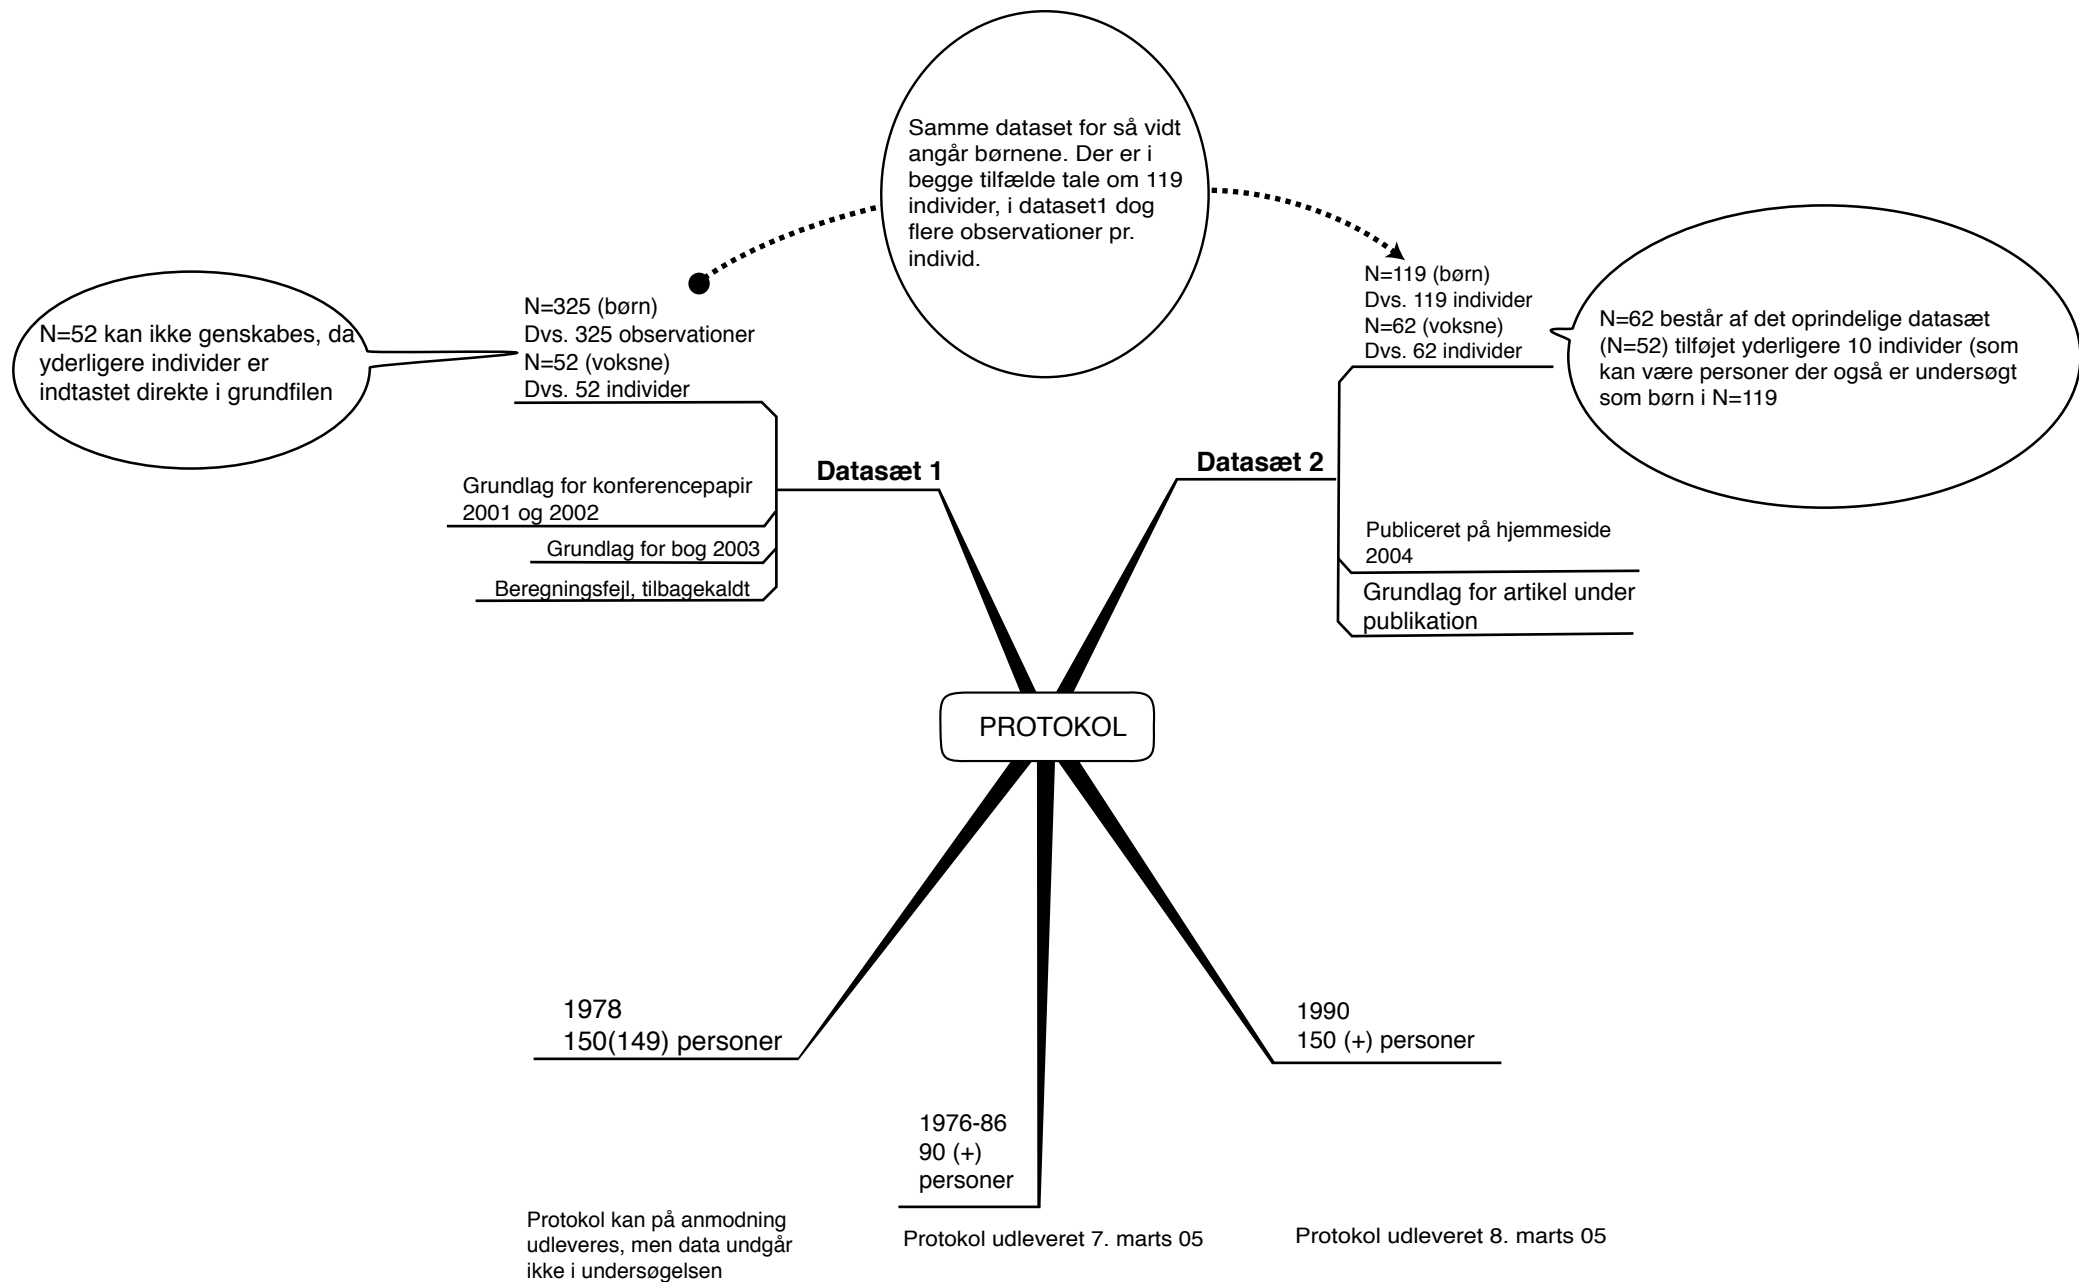 Samme dataset for så vidt
angår børnene. Der er i
begge tilfælde tale om 119
individer, i dataset1 dog
flere observationer pr.
individ.
N=52 kan ikke genskabes, da
yderligere individer er
indtastet direkte i grundfilen
N=325 (børn)
Dvs. 325 observationer
N=52 (voksne)
Dvs. 52 individer
N=119 (børn)
Dvs. 119 individer
N=62 (voksne)
Dvs. 62 individer
N=62 består af det oprindelige datasæt
(N=52) tilføjet yderligere 10 individer (som
kan være personer der også er undersøgt
som børn i N=119
Datasæt 1
Grundlag for konferencepapir
2001 og 2002
Grundlag for bog 2003
Beregningsfejl, tilbagekaldt
Datasæt 2
Publiceret på hjemmeside
2004
Grundlag for artikel under
publikation
PROTOKOL
1978
150(149) personer
1976-86
90 (+)
personer
1990
150 (+) personer
Protokol kan på anmodning
udleveres, men data undgår
ikke i undersøgelsen
Protokol udleveret 7. marts 05
Protokol udleveret 8. marts 05